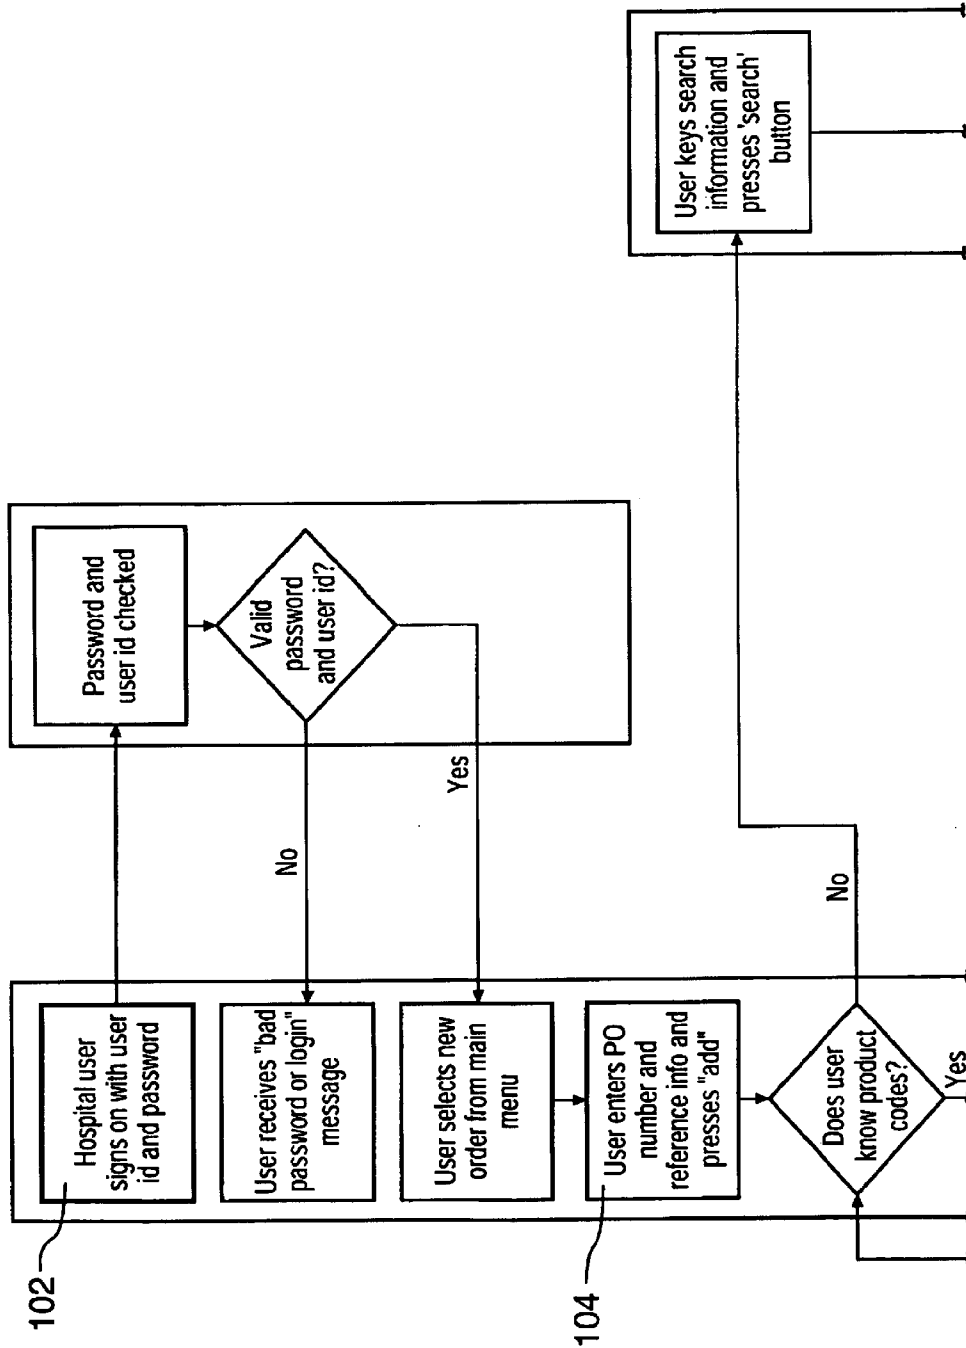 102
Hospital user
signs on with user
id and password
Password and
user id checked
Valid
password
and user id?
No
Yes
User receives "bad
password or login"
message
User selects new
order from main
menu
104
User enters PO
number and
reference info and
presses "add"
Does user
know product
codes?
No
Yes
User keys search
information and
presses 'search'
button